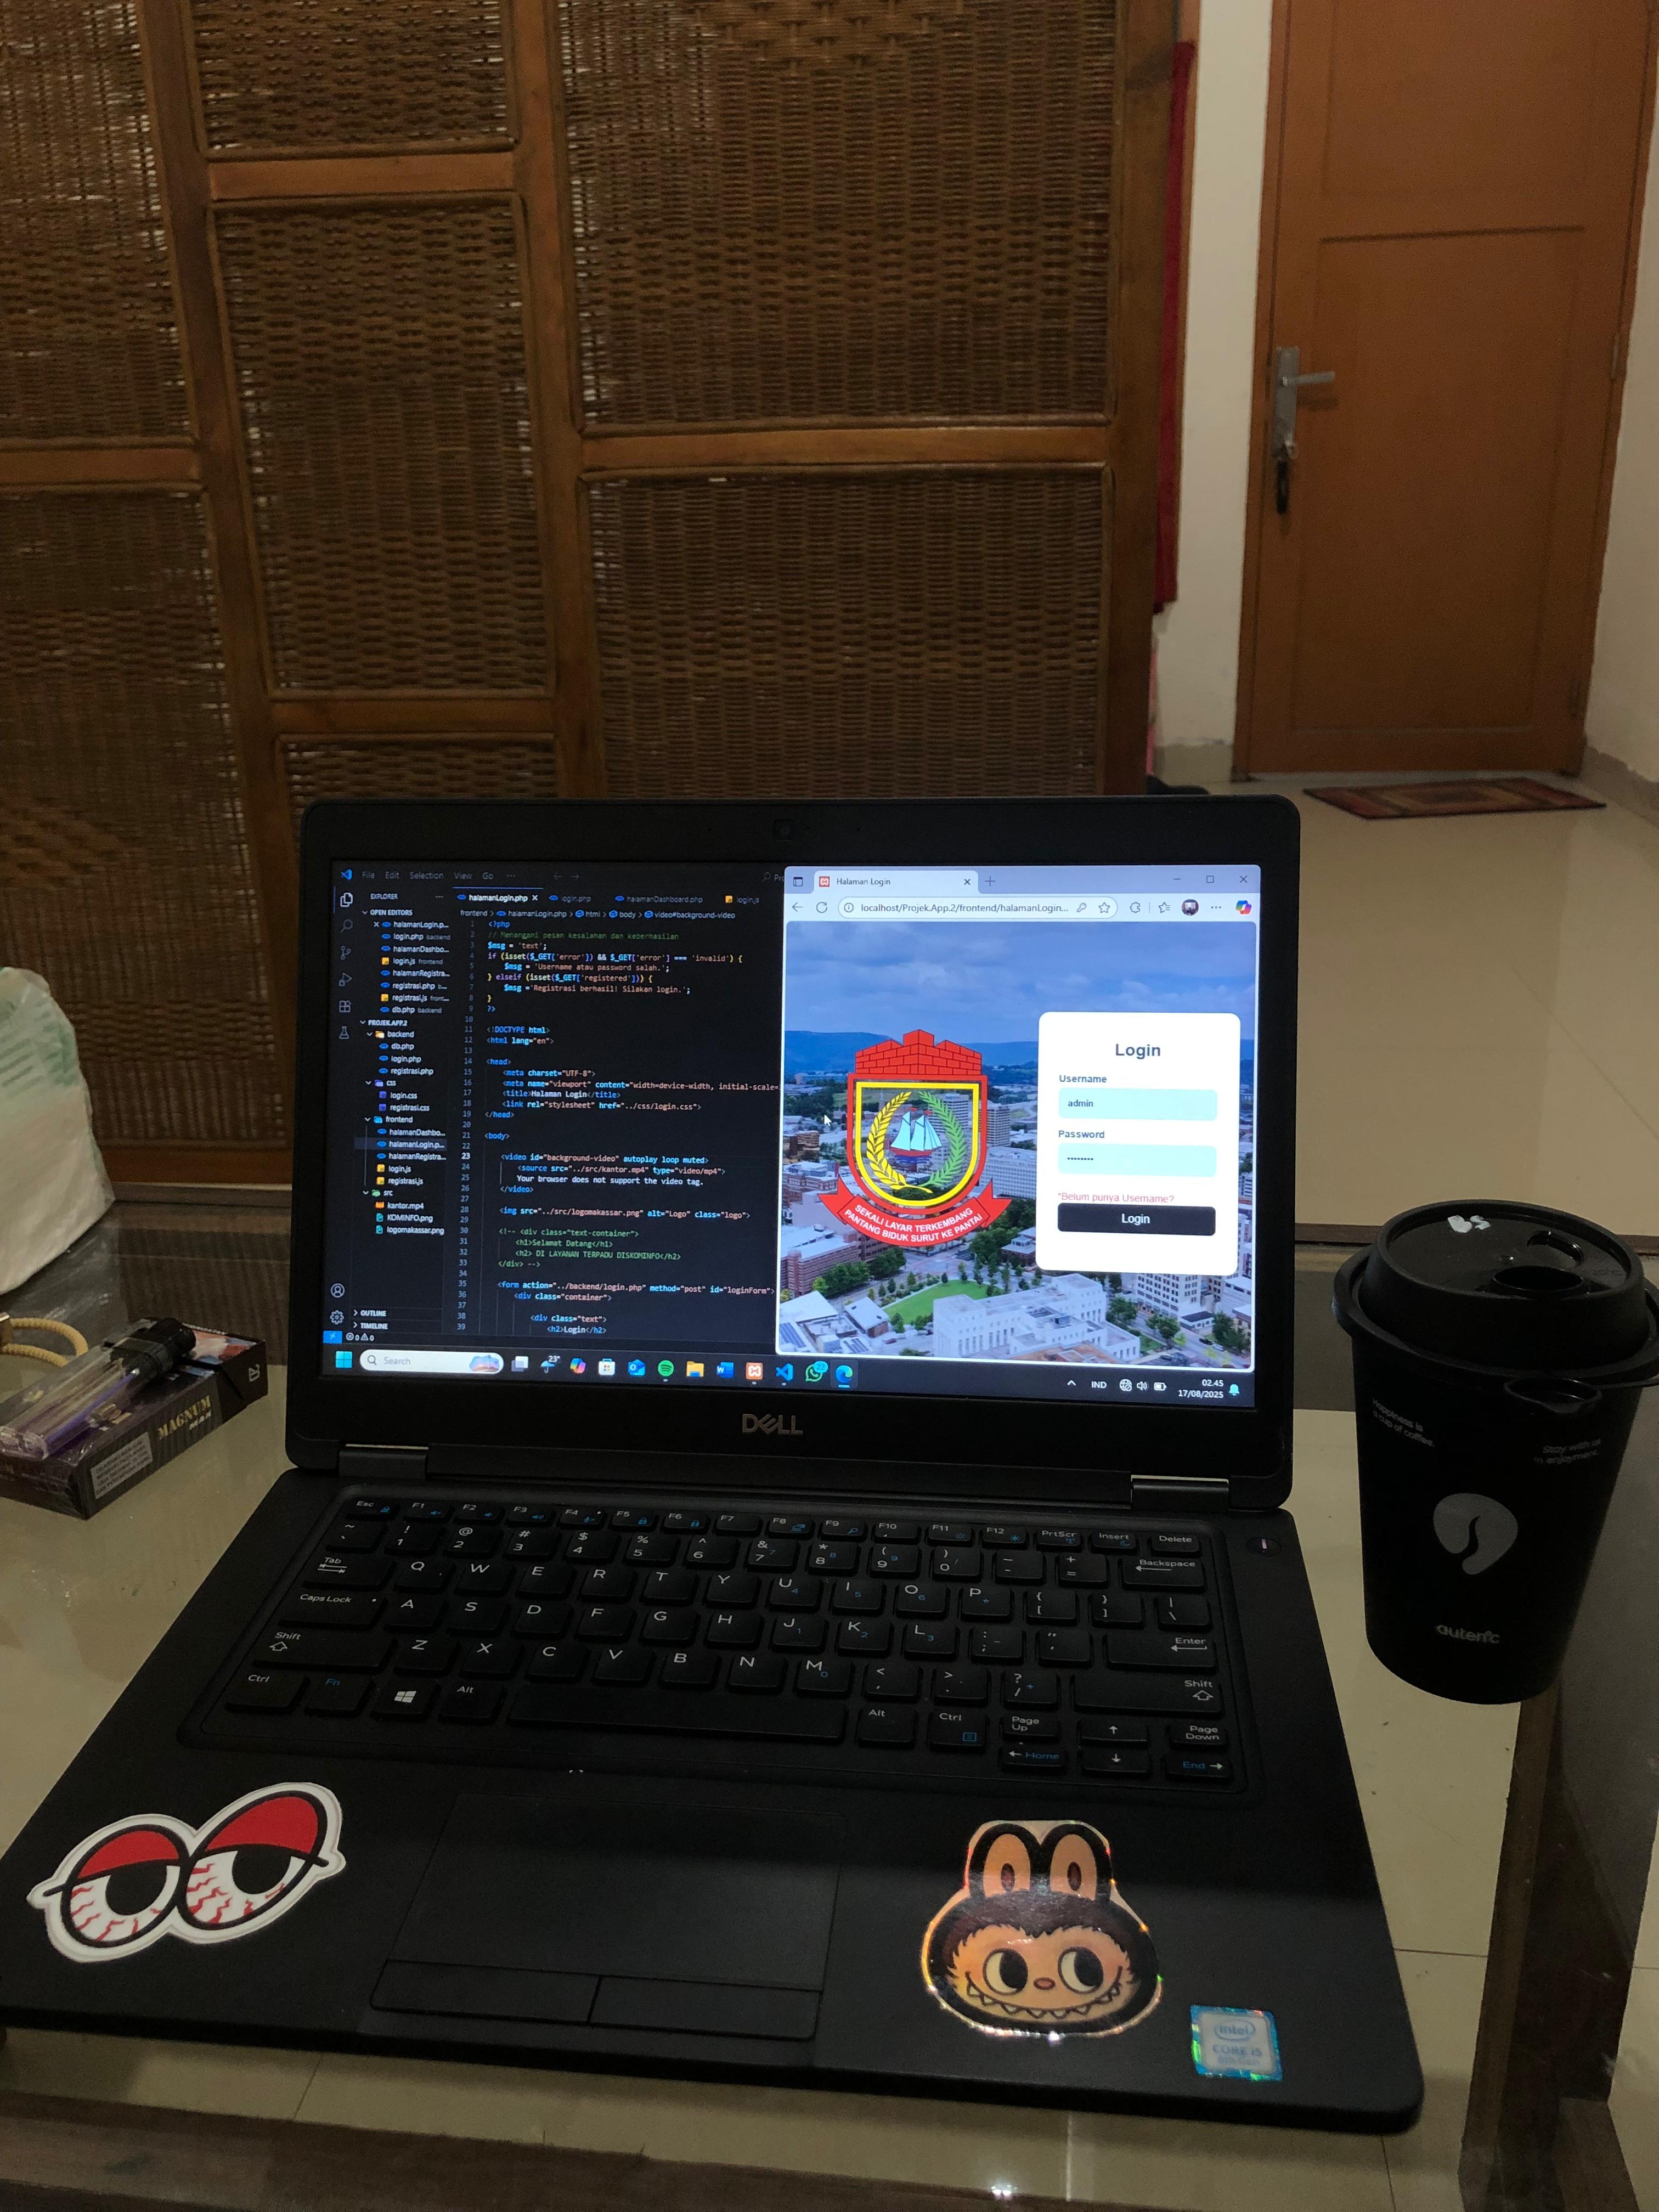 File Edit Selection View Go ···
EXPLORER
OPEN EDITORS
halamanLogin.p...
login.php backend
halamanDashbo...
login.js frontend
halamanRegistra...
registrasi.php b...
registrasi.js front...
db.php backend
PROJEK.APP.2
backend
db.php
login.php
registrasi.php
css
login.css
registrasi.css
frontend
halamanDashbo...
halamanLogin.p...
halamanRegistra...
login.js
registrasi.js
src
kantor.mp4
KOMINFO.png
logomakassar.png
OUTLINE
TIMELINE
0 0
halamanLogin.php login.php halamanDashboard.php login.js
frontend > halamanLogin.php > html > body > video#background-video
1 <?php
2 // Menangani pesan kesalahan dan keberhasilan
3 $msg = 'text';
4 if (isset($_GET['error']) && $_GET['error'] === 'invalid') {
5 $msg = 'Username atau password salah.';
6 } elseif (isset($_GET['registered'])) {
7 $msg ='Registrasi berhasil! Silakan login.';
8 }
9 ?>
10
11 <!DOCTYPE html>
12 <html lang="en">
13
14 <head>
15 <meta charset="UTF-8">
16 <meta name="viewport" content="width=device-width, initial-scale=
17 <title>Halaman Login</title>
18 <link rel="stylesheet" href="../css/login.css">
19 </head>
20
21 <body>
22
23 <video id="background-video" autoplay loop muted>
24 <source src="../src/kantor.mp4" type="video/mp4">
25 Your browser does not support the video tag.
26 </video>
27
28 <img src="../src/logomakassar.png" alt="Logo" class="logo">
29
30 <!-- <div class="text-container">
31 <h1>Selamat Datang</h1>
32 <h2> DI LAYANAN TERPADU DISKOMINFO</h2>
33 </div> -->
34
35 <form action="../backend/login.php" method="post" id="loginForm">
36 <div class="container">
37
38 <div class="text">
39 <h2>Login</h2>
Halaman Login
localhost/Projek.App.2/frontend/halamanLogin...
SEKALI LAYAR TERKEMBANG
PANTANG BIDUK SURUT KE PANTAI
Login
Username
admin
Password
........
*Belum punya Username?
Login
Search
23°
IND
02.45
17/08/2025
DELL
MAGNUM
Happiness is
a cup of coffee.
Stay with us
in enjoyment.
autentic
Esc F1 F2 F3 F4 F5 F6 F7 F8 F9 F10 F11 F12 PrtScr Insert Delete
~ ! @ # $ % ^ & * ( ) _ +
` 1 2 3 4 5 6 7 8 9 0 - = Backspace
Tab Q W E R T Y U I O P { [ } ] | \
Caps Lock A S D F G H J K L : ; " ' Enter
Shift Z X C V B N M < , > . ? / Shift
Ctrl Fn Alt Alt Ctrl Page Up Page Down
Home End
intel
CORE i5
8th Gen